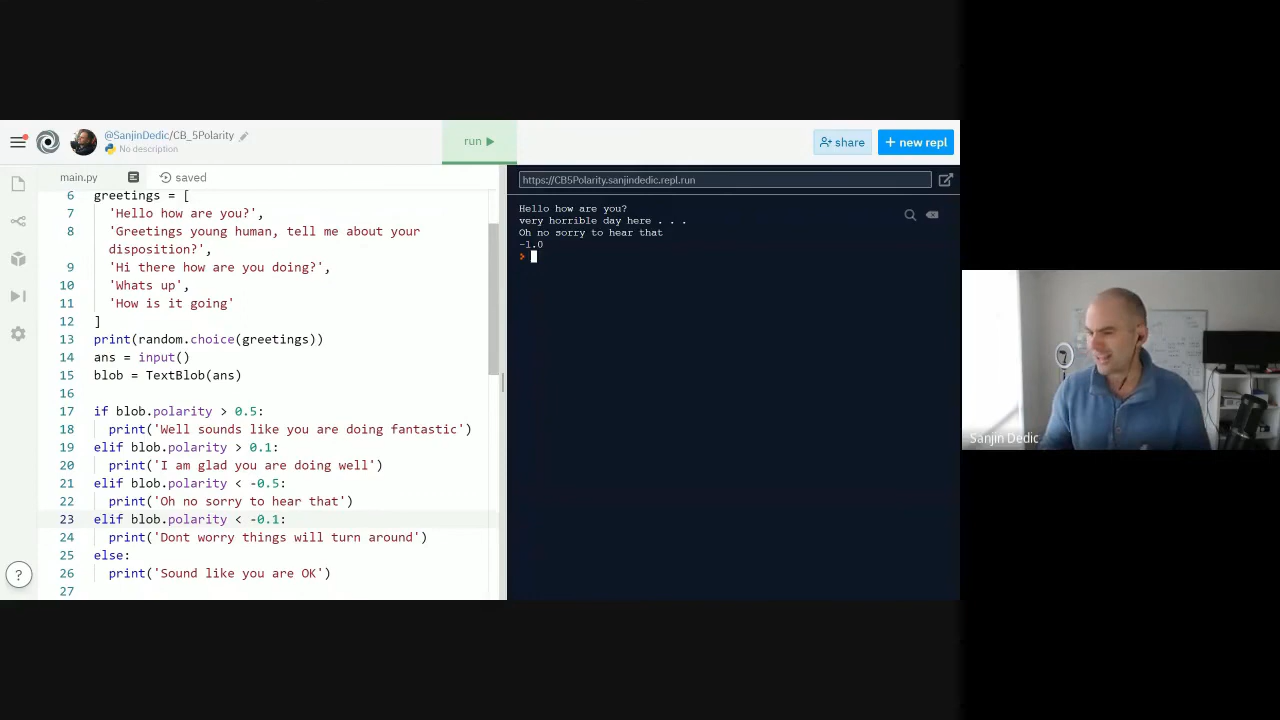 @SanjinDedic/CB_5Polarity
No description
run
share
+ new repl
main.py
saved
https://CB5Polarity.sanjindedic.repl.run
6 greetings = [
7 'Hello how are you?',
8 'Greetings young human, tell me about your
disposition?',
9 'Hi there how are you doing?',
10 'Whats up',
11 'How is it going'
12 ]
13 print(random.choice(greetings))
14 ans = input()
15 blob = TextBlob(ans)
16
17 if blob.polarity > 0.5:
18 print('Well sounds like you are doing fantastic')
19 elif blob.polarity > 0.1:
20 print('I am glad you are doing well')
21 elif blob.polarity < -0.5:
22 print('Oh no sorry to hear that')
23 elif blob.polarity < -0.1:
24 print('Dont worry things will turn around')
25 else:
26 print('Sound like you are OK')
27
?
Hello how are you?
very horrible day here . . .
Oh no sorry to hear that
-1.0
>
Sanjin Dedic